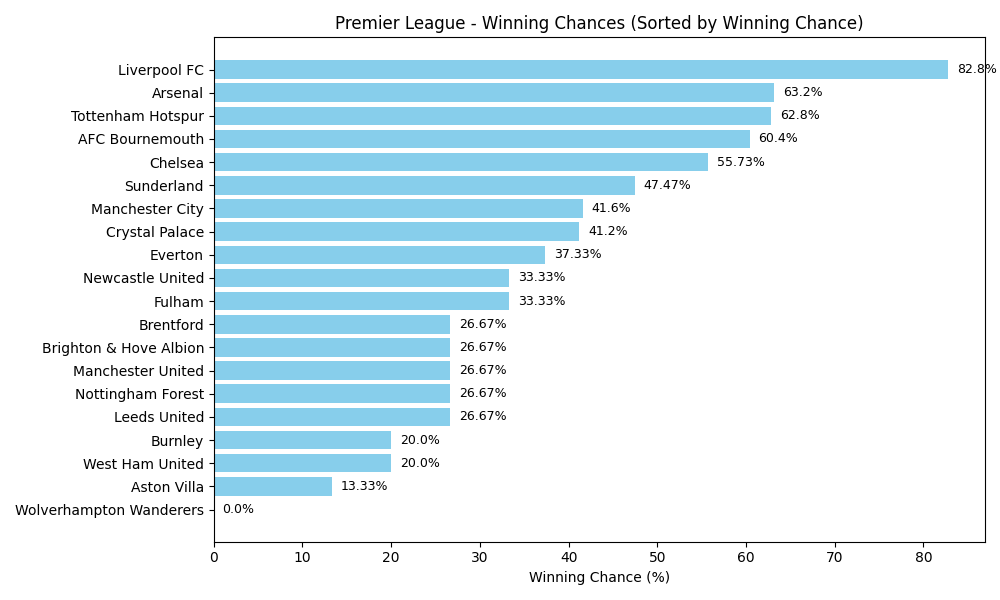 Premier League - Winning Chances (Sorted by Winning Chance)
Liverpool FC 82.8%
Arsenal 63.2%
Tottenham Hotspur 62.8%
AFC Bournemouth 60.4%
Chelsea 55.73%
Sunderland 47.47%
Manchester City 41.6%
Crystal Palace 41.2%
Everton 37.33%
Newcastle United 33.33%
Fulham 33.33%
Brentford 26.67%
Brighton & Hove Albion 26.67%
Manchester United 26.67%
Nottingham Forest 26.67%
Leeds United 26.67%
Burnley 20.0%
West Ham United 20.0%
Aston Villa 13.33%
Wolverhampton Wanderers 0.0%
0 10 20 30 40 50 60 70 80
Winning Chance (%)